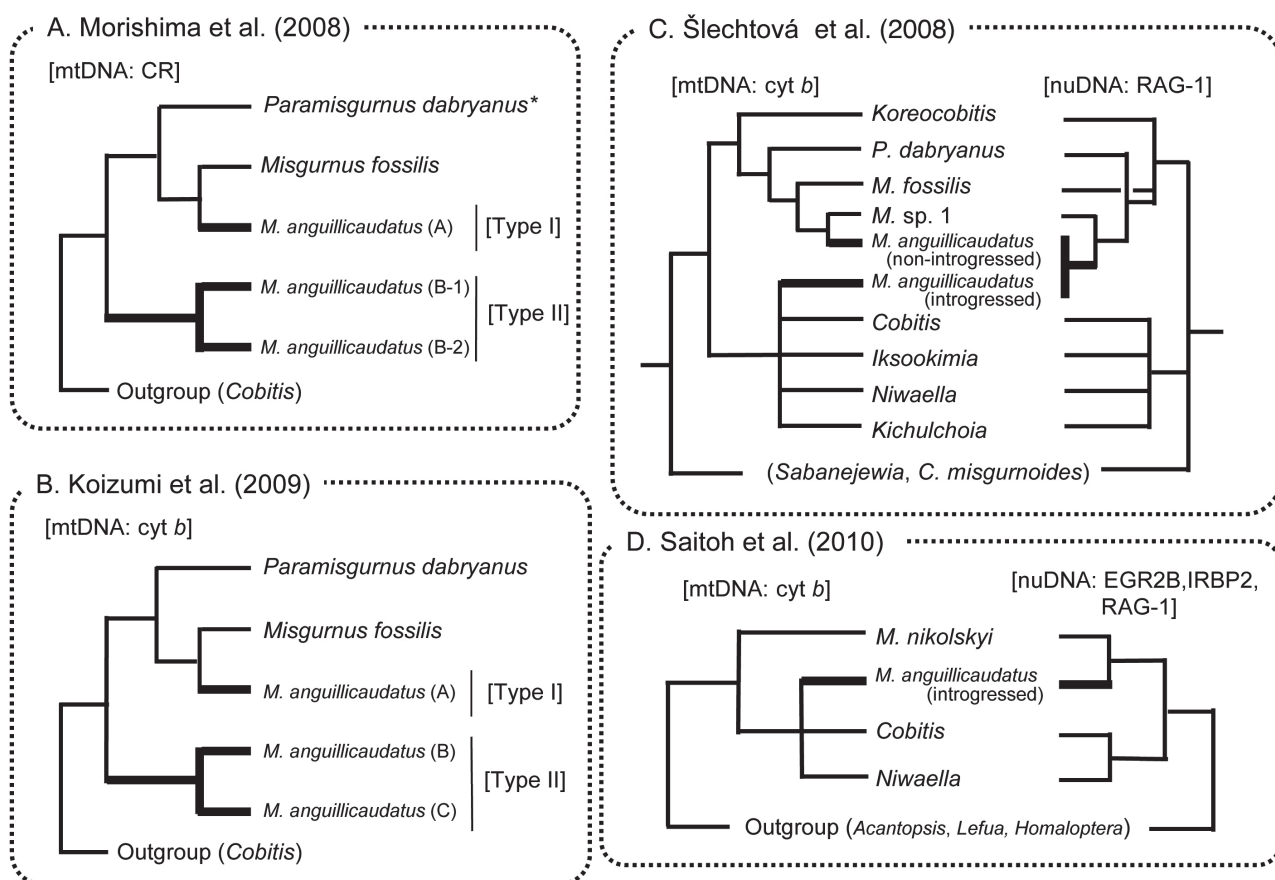 A. Morishima et al. (2008)
[mtDNA: CR]
Paramisgurnus dabryanus*
Misgurnus fossilis
M. anguillicaudatus (A)
[Type I]
M. anguillicaudatus (B-1)
[Type II]
M. anguillicaudatus (B-2)
Outgroup (Cobitis)
B. Koizumi et al. (2009)
[mtDNA: cyt b]
Paramisgurnus dabryanus
Misgurnus fossilis
M. anguillicaudatus (A)
[Type I]
M. anguillicaudatus (B)
[Type II]
M. anguillicaudatus (C)
Outgroup (Cobitis)
C. Šlechtová et al. (2008)
[mtDNA: cyt b]
[nuDNA: RAG-1]
Koreocobitis
P. dabryanus
M. fossilis
M. sp. 1
M. anguillicaudatus
(non-introgressed)
M. anguillicaudatus
(introgressed)
Cobitis
Iksookimia
Niwaella
Kichulchoia
(Sabanejewia, C. misgurnoides)
D. Saitoh et al. (2010)
[mtDNA: cyt b]
[nuDNA: EGR2B,IRBP2,
RAG-1]
M. nikolskyi
M. anguillicaudatus
(introgressed)
Cobitis
Niwaella
Outgroup (Acantopsis, Lefua, Homaloptera)